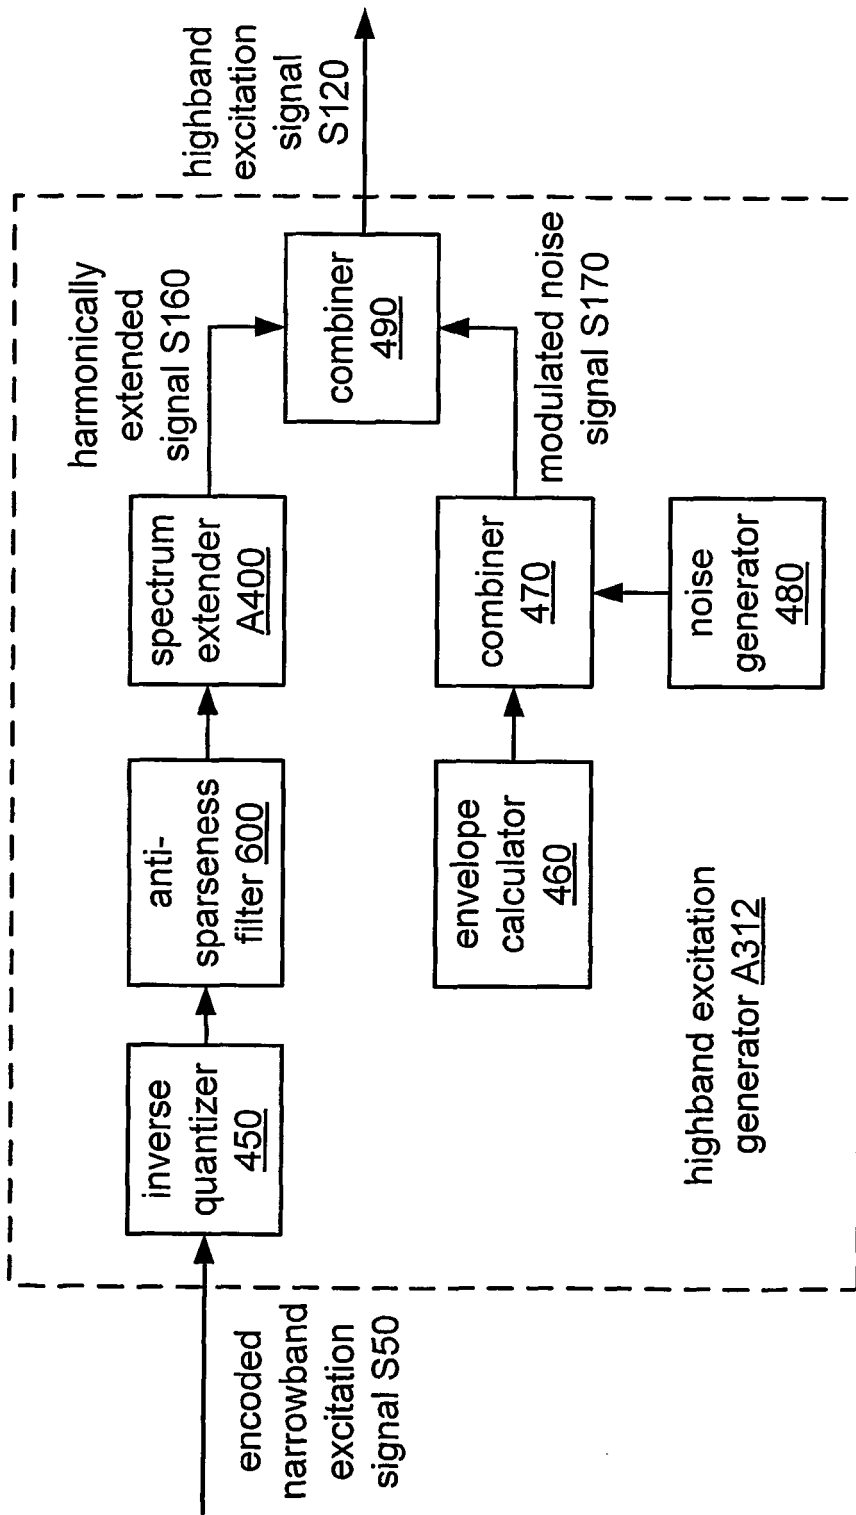 encoded
narrowband
excitation
signal S50
inverse
quantizer
450
anti-
sparseness
filter 600
spectrum
extender
A400
harmonically
extended
signal S160
highband
excitation
signal
S120
combiner
490
envelope
calculator
460
combiner
470
modulated noise
signal S170
noise
generator
480
highband excitation
generator A312